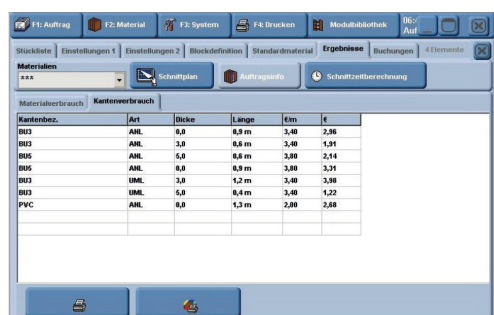 F1: Auftrag F2: Material F3: System F4: Drucken Modulbibliothek
Stückliste Einstellungen 1 Einstellungen 2 Blockdefinition Standardmaterial Ergebnisse Buchungen 4 Elemente
Materialien
*** Schnittplan Auftragsinfo Schnittzeitberechnung
Materialverbrauch Kantenverbrauch
Kantenbez. Art Dicke Länge €/m €
BU3 ANL 0,0 0,9 m 3,40 2,96
BU3 ANL 3,0 0,6 m 3,40 1,91
BU5 ANL 5,0 0,6 m 3,80 2,14
BU5 ANL 0,0 0,9 m 3,80 3,31
BU3 UML 3,0 1,2 m 3,40 3,98
BU3 UML 5,0 0,4 m 3,40 1,22
PVC ANL 0,0 1,3 m 2,00 2,68